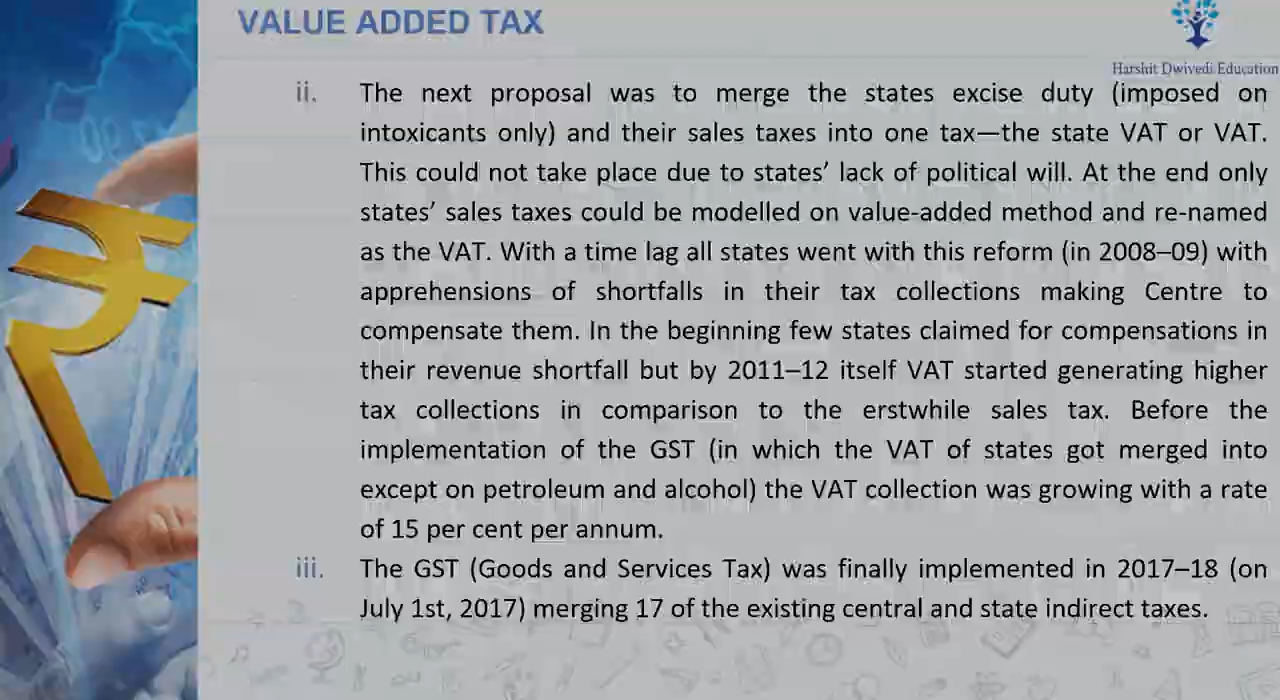 VALUE ADDED TAX
Harshit Dwivedi Education
ii. The next proposal was to merge the states excise duty (imposed on
intoxicants only) and their sales taxes into one tax—the state VAT or VAT.
This could not take place due to states’ lack of political will. At the end only
states’ sales taxes could be modelled on value-added method and re-named
as the VAT. With a time lag all states went with this reform (in 2008–09) with
apprehensions of shortfalls in their tax collections making Centre to
compensate them. In the beginning few states claimed for compensations in
their revenue shortfall but by 2011–12 itself VAT started generating higher
tax collections in comparison to the erstwhile sales tax. Before the
implementation of the GST (in which the VAT of states got merged into
except on petroleum and alcohol) the VAT collection was growing with a rate
of 15 per cent per annum.
iii. The GST (Goods and Services Tax) was finally implemented in 2017–18 (on
July 1st, 2017) merging 17 of the existing central and state indirect taxes.